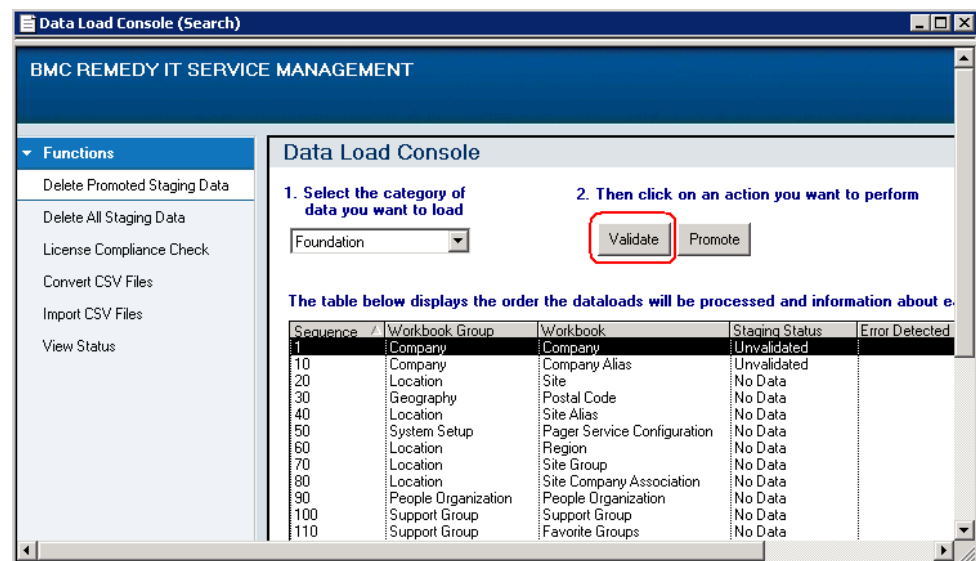 Data Load Console (Search)
BMC REMEDY IT SERVICE MANAGEMENT
Functions
Delete Promoted Staging Data
Delete All Staging Data
License Compliance Check
Convert CSV Files
Import CSV Files
View Status
Data Load Console
1. Select the category of
data you want to load
Foundation
2. Then click on an action you want to perform
Validate Promote
The table below displays the order the dataloads will be processed and information about e
Sequence Workbook Group Workbook Staging Status Error Detected
1 Company Company Unvalidated
10 Company Company Alias Unvalidated
20 Location Site No Data
30 Geography Postal Code No Data
40 Location Site Alias No Data
50 System Setup Pager Service Configuration No Data
60 Location Region No Data
70 Location Site Group No Data
80 Location Site Company Association No Data
90 People Organization People Organization No Data
100 Support Group Support Group No Data
110 Support Group Favorite Groups No Data